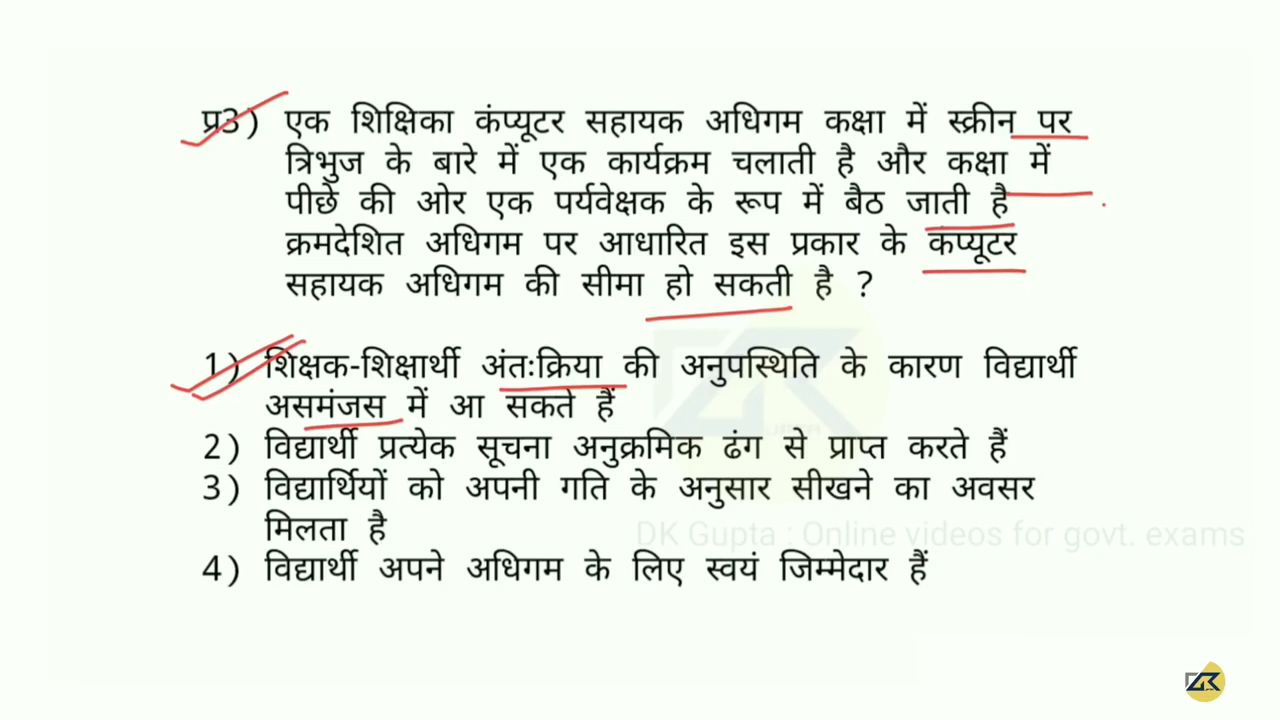 प्र3) एक शिक्षिका कंप्यूटर सहायक अधिगम कक्षा में स्क्रीन पर
त्रिभुज के बारे में एक कार्यक्रम चलाती है और कक्षा में
पीछे की ओर एक पर्यवेक्षक के रूप में बैठ जाती है
क्रमदेशित अधिगम पर आधारित इस प्रकार के कंप्यूटर
सहायक अधिगम की सीमा हो सकती है ?
1) शिक्षक-शिक्षार्थी अंतःक्रिया की अनुपस्थिति के कारण विद्यार्थी
असमंजस में आ सकते हैं
2) विद्यार्थी प्रत्येक सूचना अनुक्रमिक ढंग से प्राप्त करते हैं
3) विद्यार्थियों को अपनी गति के अनुसार सीखने का अवसर
मिलता है
DK Gupta : Online videos for govt. exams
4) विद्यार्थी अपने अधिगम के लिए स्वयं जिम्मेदार हैं